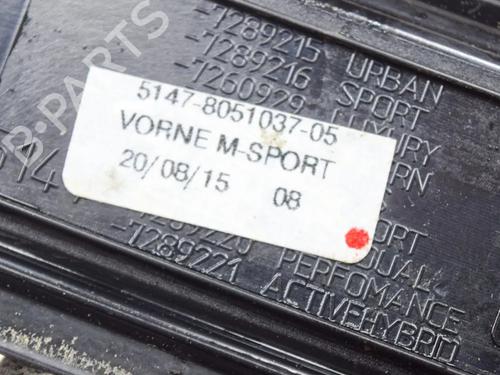 -7289215 URBAN
-7289216 SPORT
-7260929 LUXURY
5147-8051037-05
VORNE M-SPORT
20/08/15 08
-7289220
-7289221 PERFOMANCE
ACTIVEHYBRID
B-PARTS